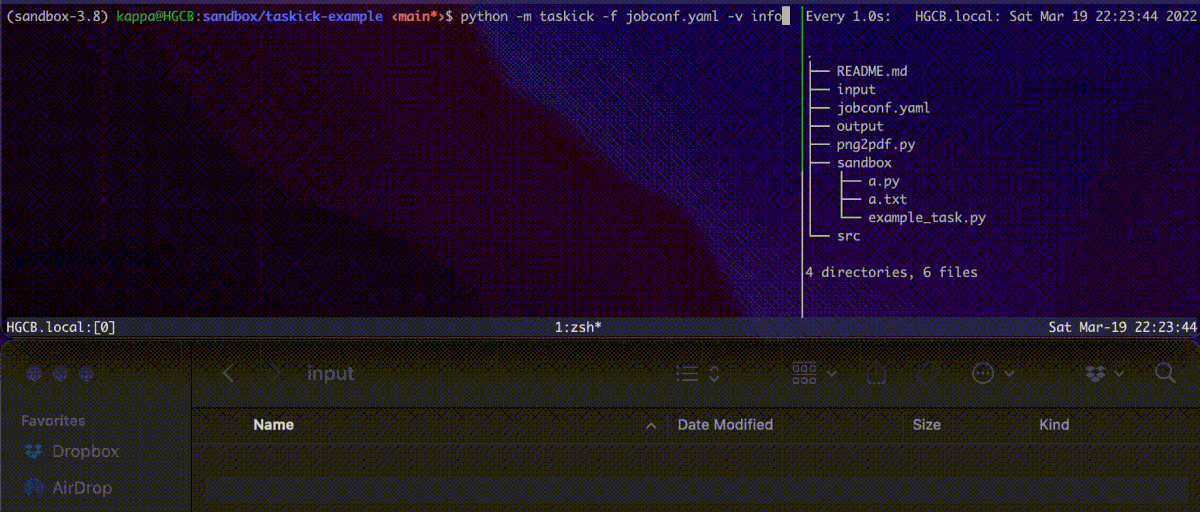 (sandbox-3.8) kappa@HGCB:sandbox/taskick-example ‹main*›$ python -m taskick -f jobconf.yaml -v info
Every 1.0s: HGCB.local: Sat Mar 19 22:23:44 2022
.
├── README.md
├── input
├── jobconf.yaml
├── output
├── png2pdf.py
├── sandbox
│   ├── a.py
│   ├── a.txt
│   └── example_task.py
└── src
4 directories, 6 files
HGCB.local:[0] 1:zsh* Sat Mar-19 22:23:44
input
Favorites
Name Date Modified Size Kind
Dropbox
AirDrop